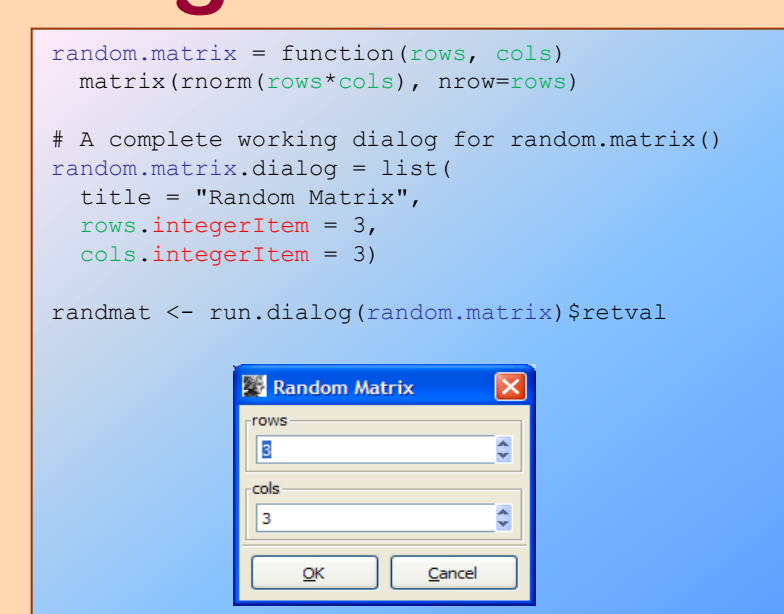 random.matrix = function(rows, cols)
  matrix(rnorm(rows*cols), nrow=rows)
# A complete working dialog for random.matrix()
random.matrix.dialog = list(
  title = "Random Matrix",
  rows.integerItem = 3,
  cols.integerItem = 3)
randmat <- run.dialog(random.matrix)$retval
Random Matrix
rows
3
cols
3
OK Cancel